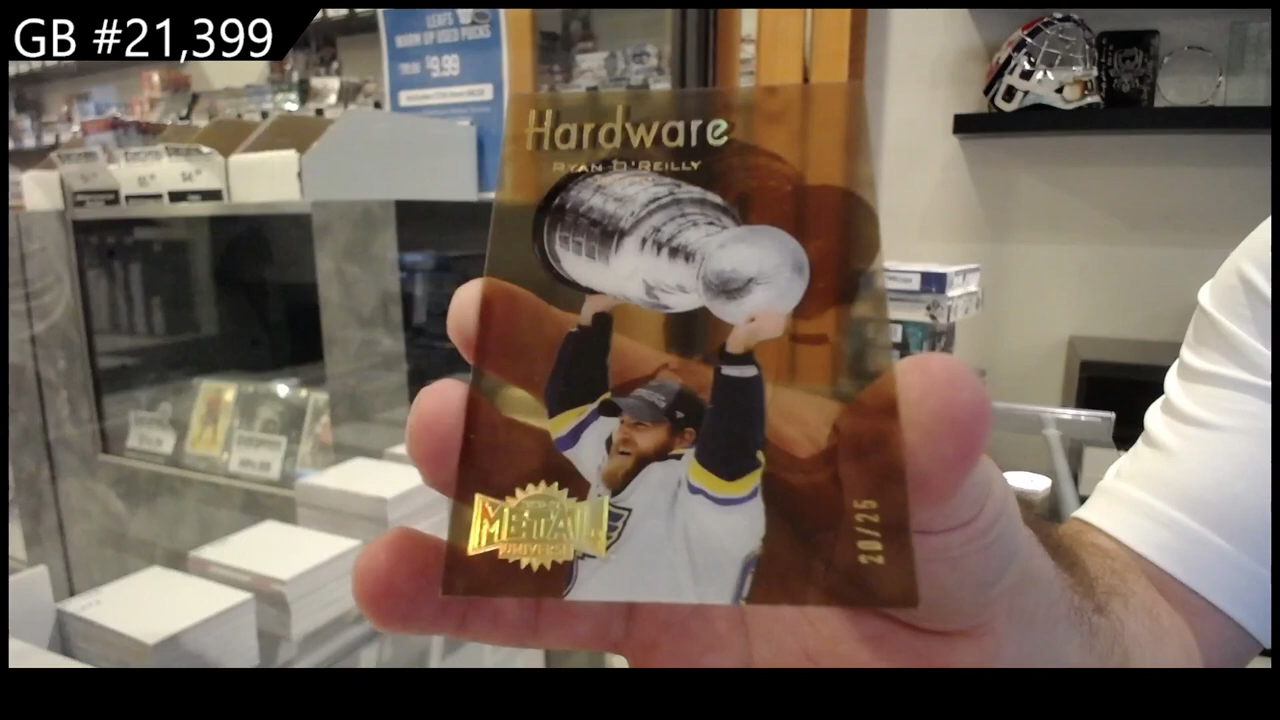 GB #21,399
LEAFS
WARM UP USED PUCKS
$9.99
Hardware
RYAN O'REILLY
METAL
UNIVERSE
20/25